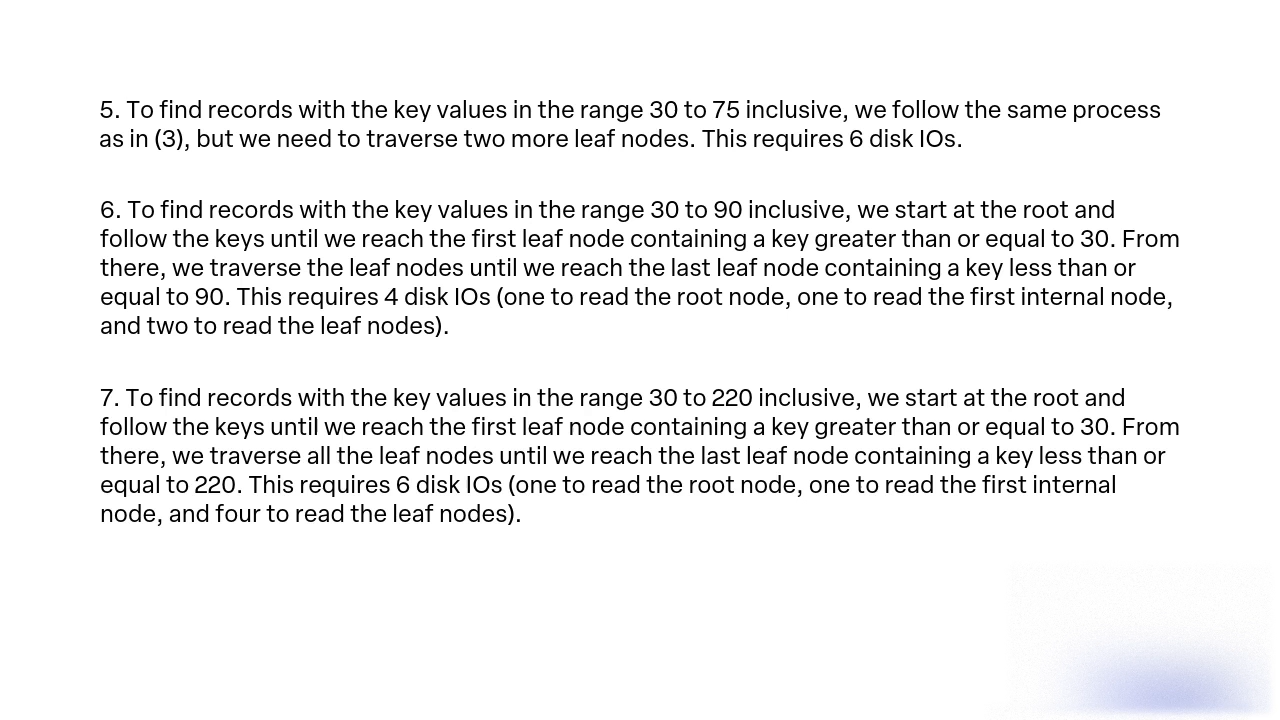 5. To find records with the key values in the range 30 to 75 inclusive, we follow the same process
as in (3), but we need to traverse two more leaf nodes. This requires 6 disk IOs.
6. To find records with the key values in the range 30 to 90 inclusive, we start at the root and
follow the keys until we reach the first leaf node containing a key greater than or equal to 30. From
there, we traverse the leaf nodes until we reach the last leaf node containing a key less than or
equal to 90. This requires 4 disk IOs (one to read the root node, one to read the first internal node,
and two to read the leaf nodes).
7. To find records with the key values in the range 30 to 220 inclusive, we start at the root and
follow the keys until we reach the first leaf node containing a key greater than or equal to 30. From
there, we traverse all the leaf nodes until we reach the last leaf node containing a key less than or
equal to 220. This requires 6 disk IOs (one to read the root node, one to read the first internal
node, and four to read the leaf nodes).